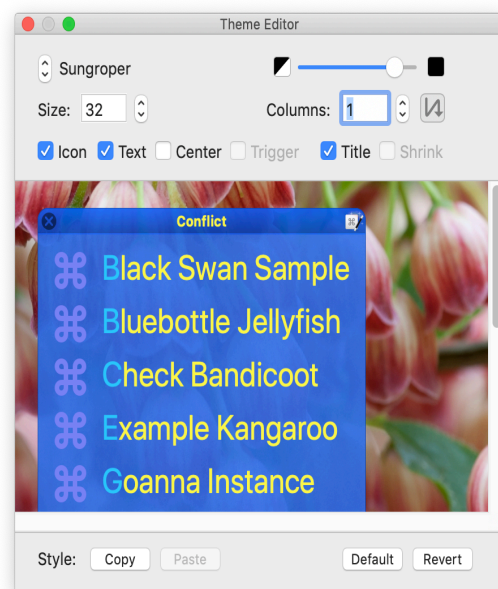 Theme Editor
Sungroper
Size: 32 Columns: 1
Icon Text Center Trigger Title Shrink
Conflict
⌘ Black Swan Sample
⌘ Bluebottle Jellyfish
⌘ Check Bandicoot
⌘ Example Kangaroo
⌘ Goanna Instance
Style: Copy Paste Default Revert